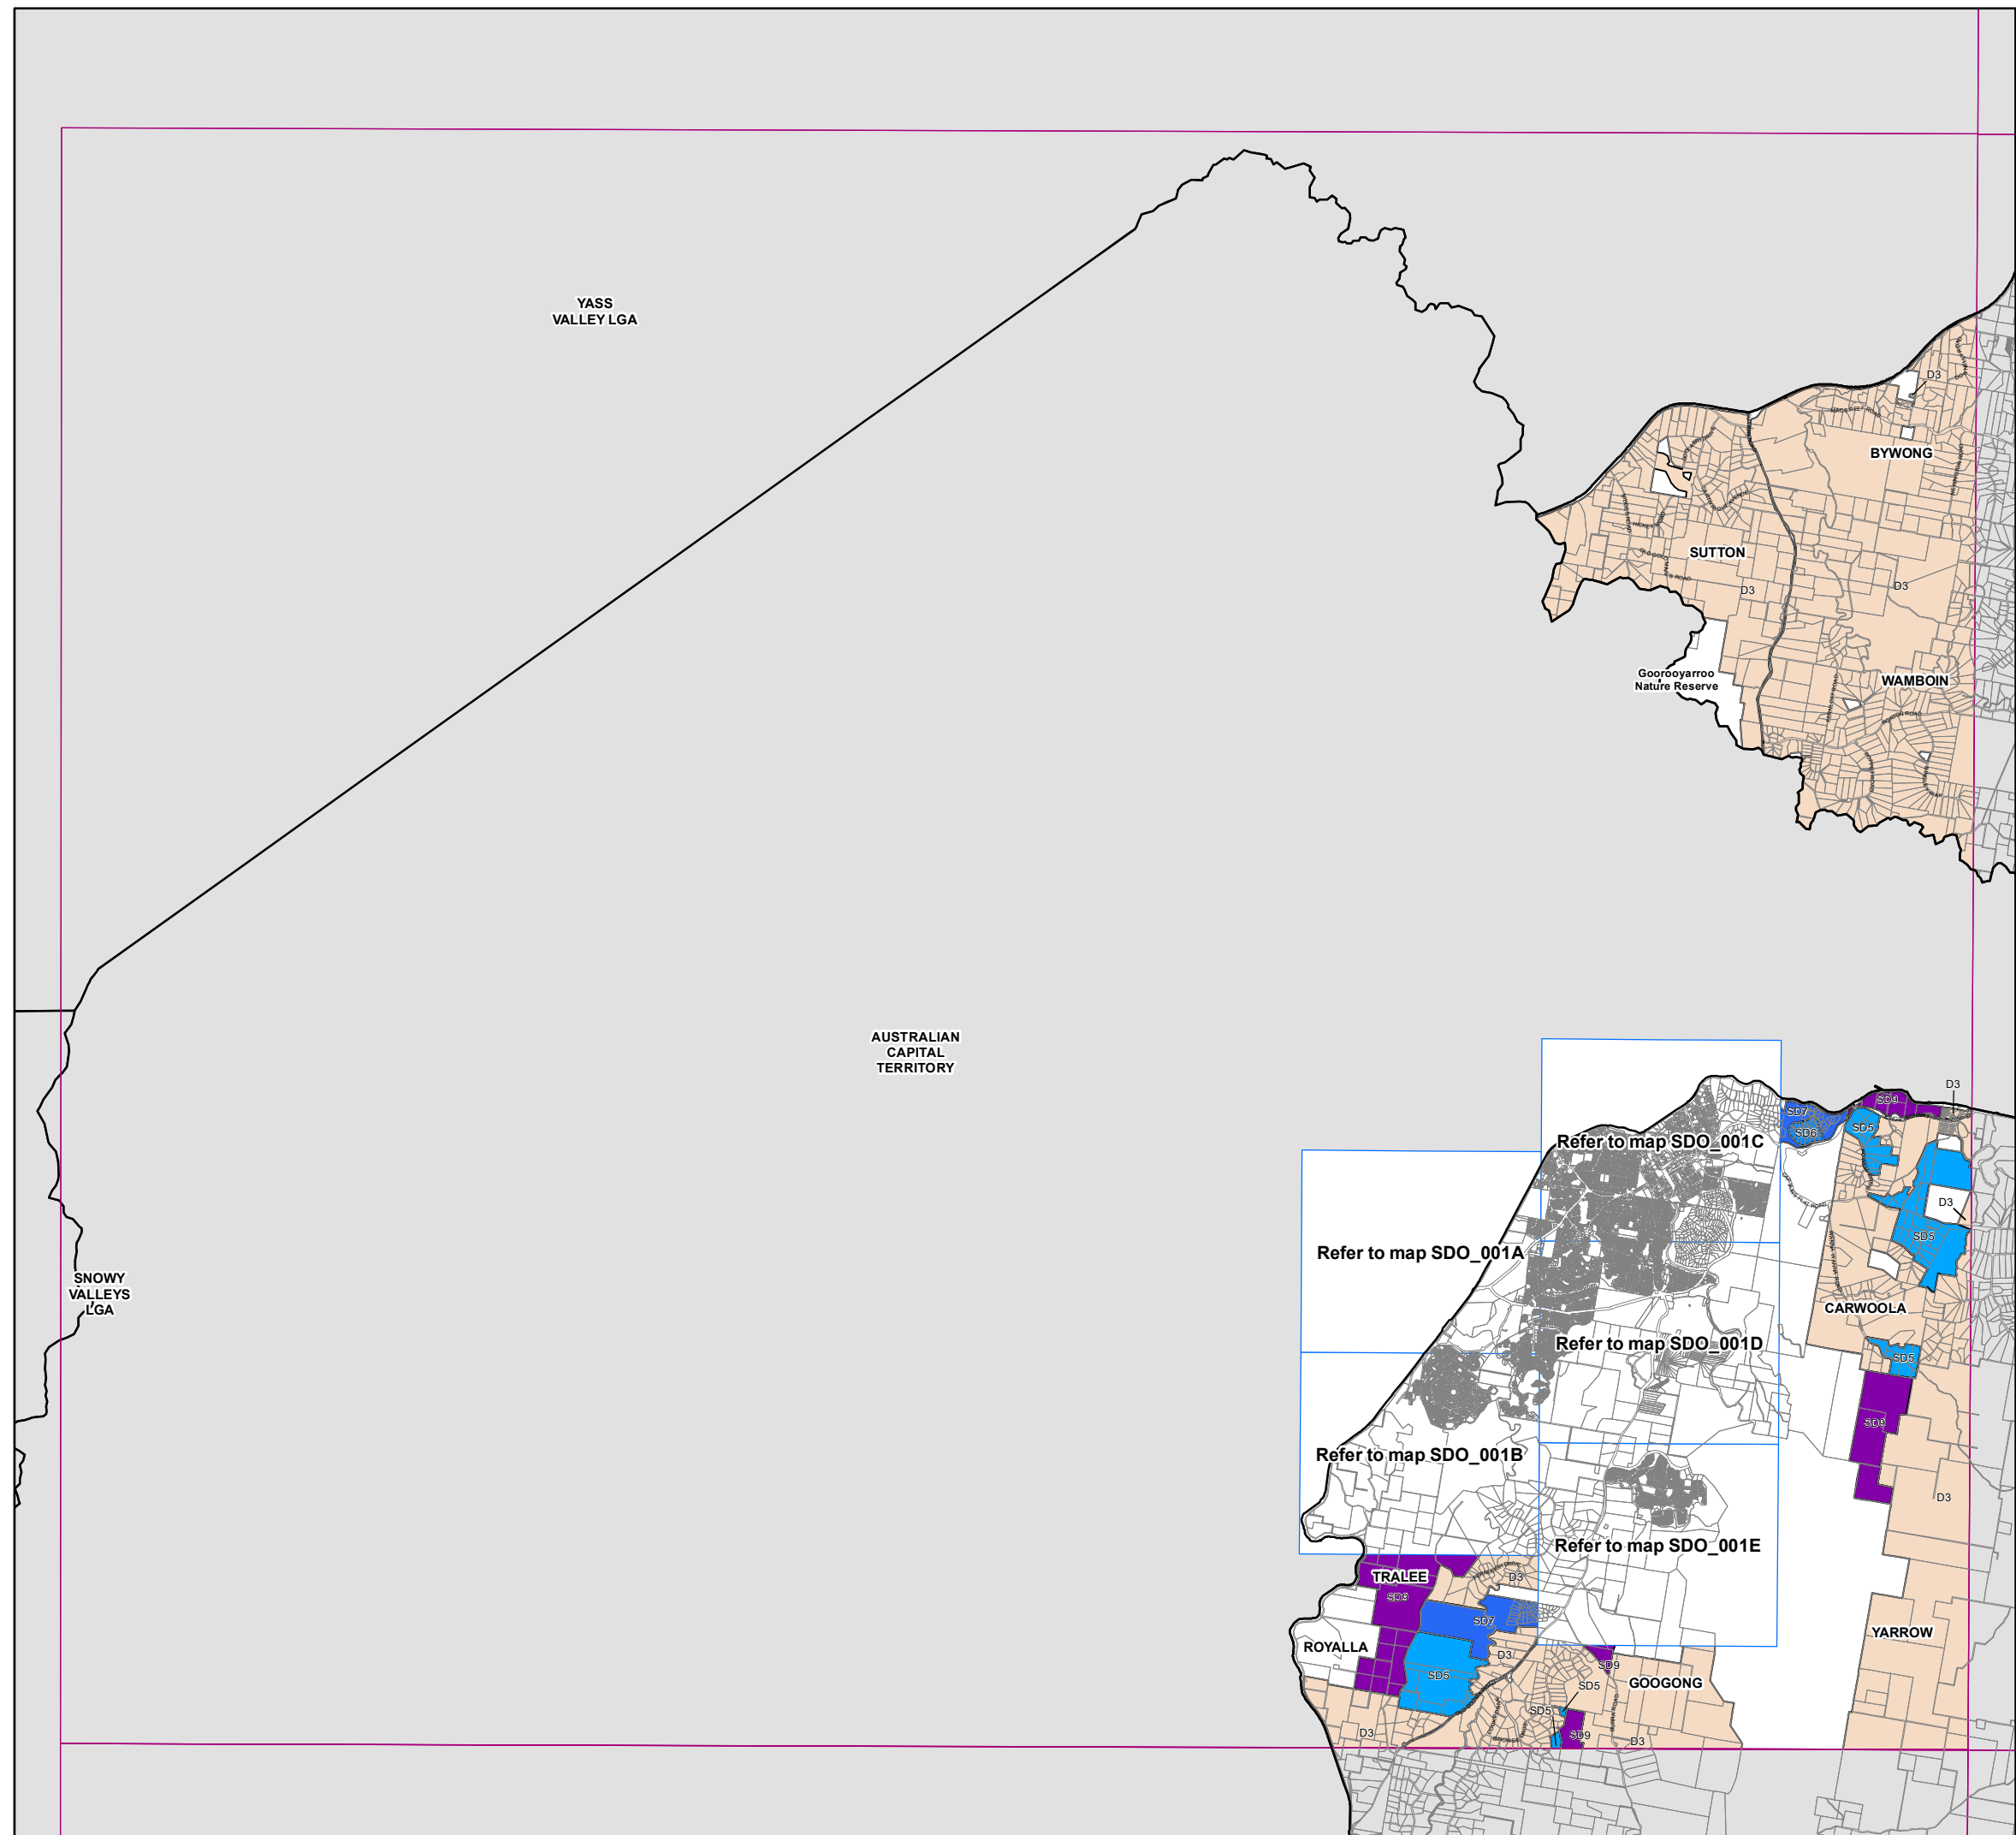 YASS
VALLEY LGA
D3
MACS REEF ROAD
BYWONG
SUTTON
D3
D3
Goorooyarroo
Nature Reserve
WAMBOIN
AUSTRALIAN
CAPITAL
TERRITORY
D3
SD9
SD7
SD6
SD5
Refer to map SDO_001C
D3
SD5
Refer to map SDO_001A
SNOWY
VALLEYS
LGA
CARWOOLA
Refer to map SDO_001D
SD5
SD9
Refer to map SDO_001B
D3
Refer to map SDO_001E
TRALEE
D3
SD9
SD7
YARROW
ROYALLA
D3
SD9
SD5
GOOGONG
SD5
SD5
D3
SD9
D3